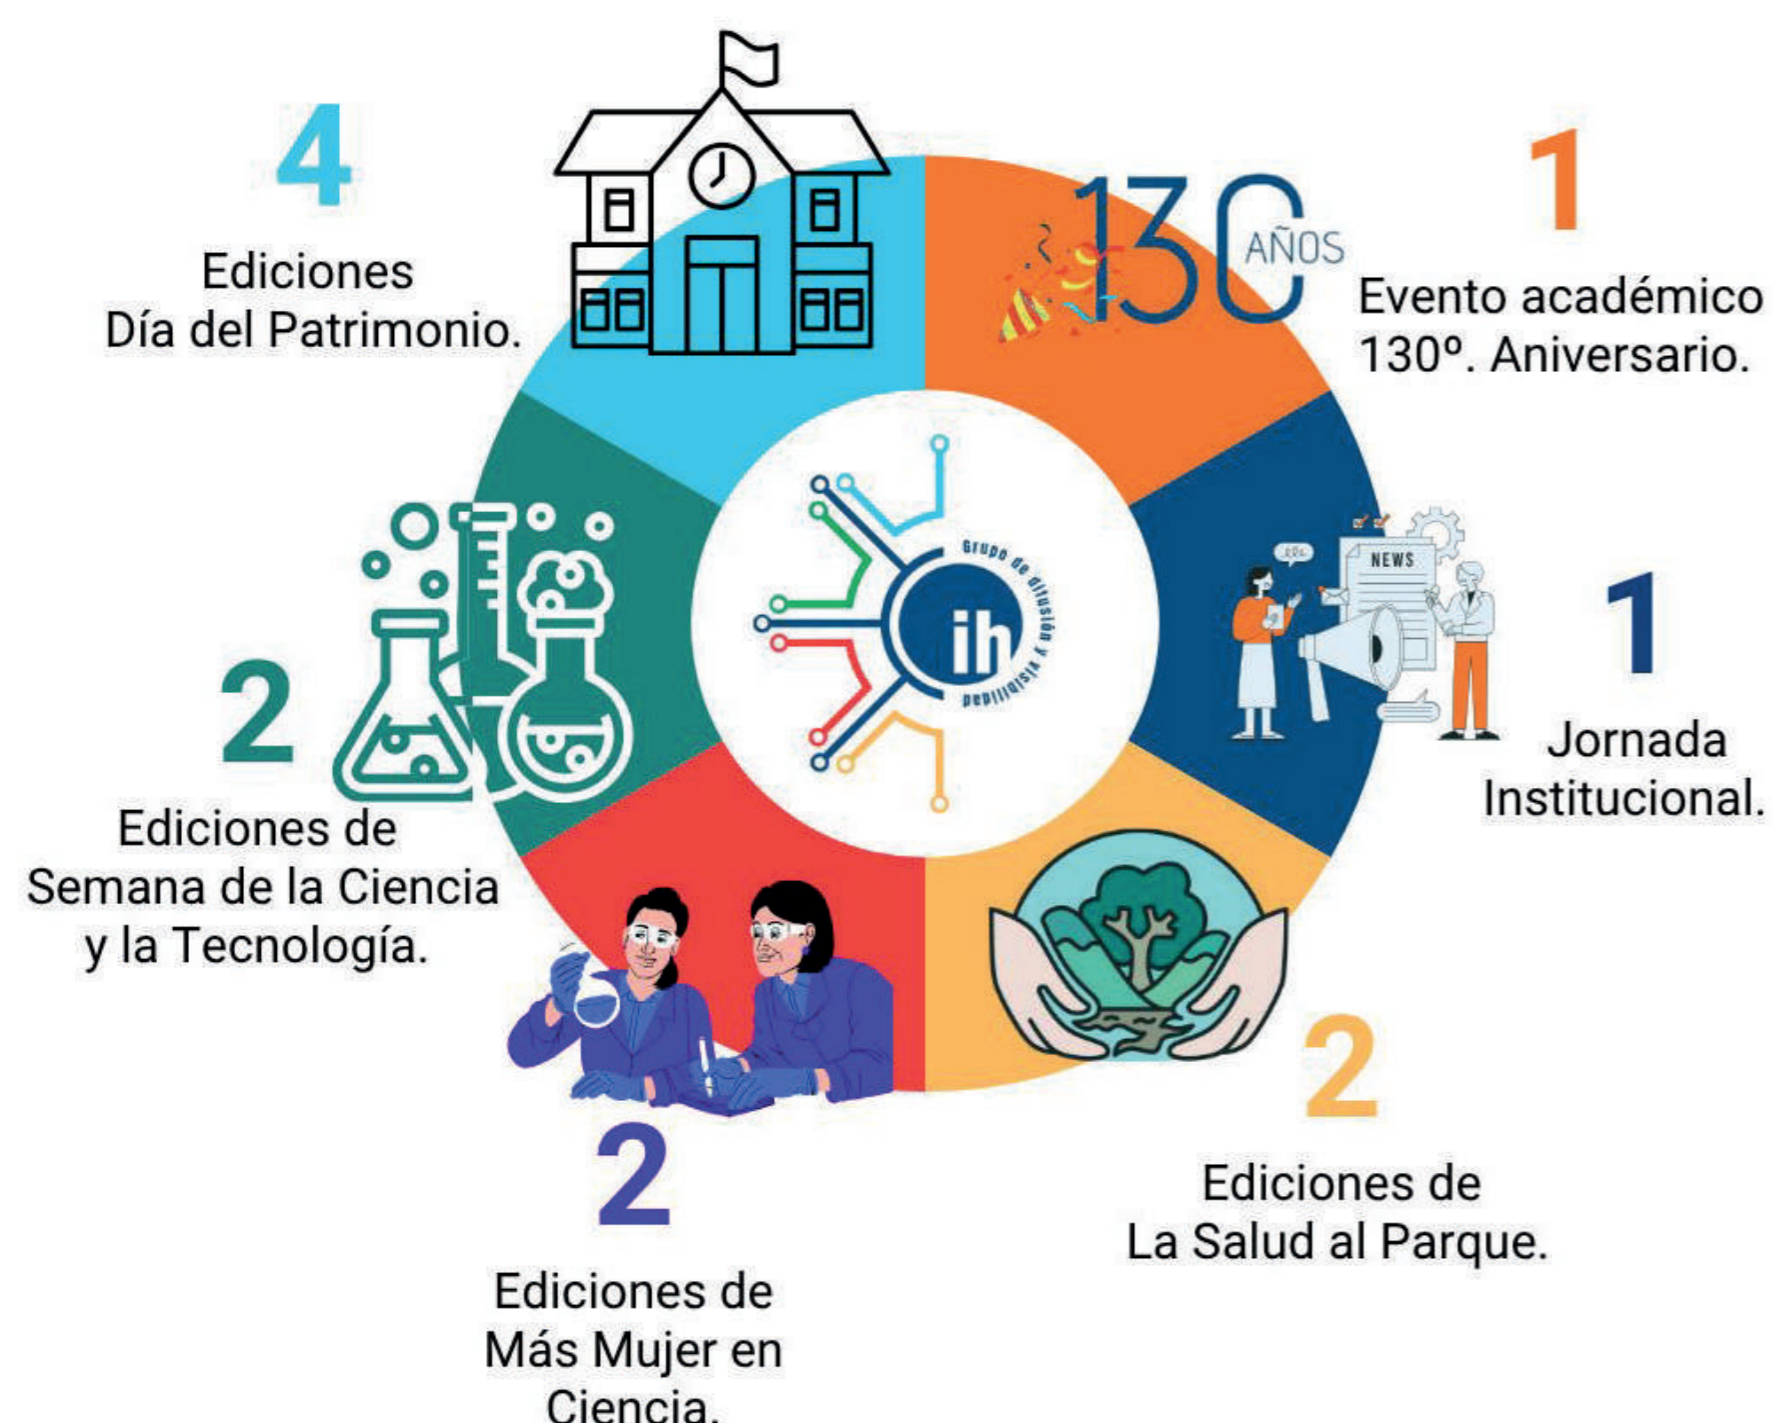 4
Ediciones
Día del Patrimonio.
130
AÑOS
1
Evento académico
130º. Aniversario.
NEWS
1
Jornada
Institucional.
Grupo de difusión y visibilidad
ih
2
Ediciones de
Semana de la Ciencia
y la Tecnología.
2
Ediciones de
La Salud al Parque.
2
Ediciones de
Más Mujer en
Ciencia.